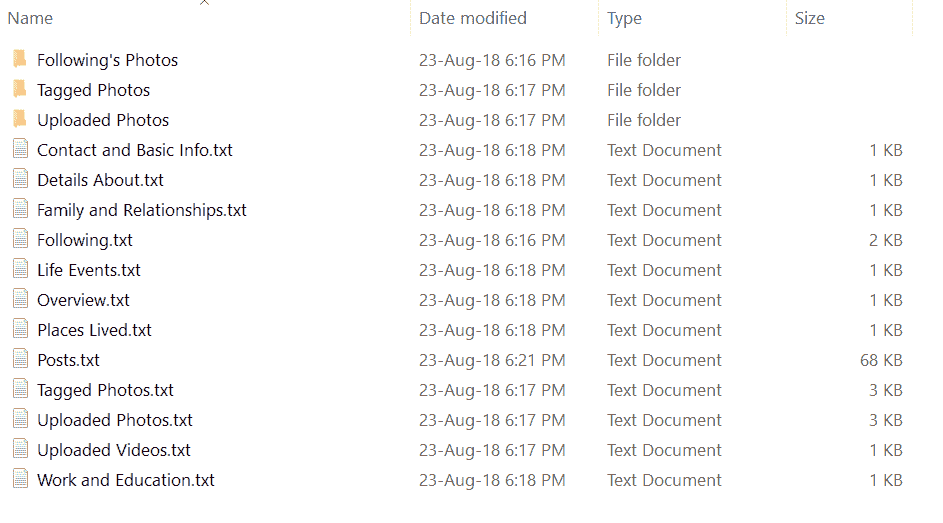 Name Date modified Type Size
Following's Photos 23-Aug-18 6:16 PM File folder
Tagged Photos 23-Aug-18 6:17 PM File folder
Uploaded Photos 23-Aug-18 6:17 PM File folder
Contact and Basic Info.txt 23-Aug-18 6:18 PM Text Document 1 KB
Details About.txt 23-Aug-18 6:18 PM Text Document 1 KB
Family and Relationships.txt 23-Aug-18 6:18 PM Text Document 1 KB
Following.txt 23-Aug-18 6:16 PM Text Document 2 KB
Life Events.txt 23-Aug-18 6:18 PM Text Document 1 KB
Overview.txt 23-Aug-18 6:18 PM Text Document 1 KB
Places Lived.txt 23-Aug-18 6:18 PM Text Document 1 KB
Posts.txt 23-Aug-18 6:21 PM Text Document 68 KB
Tagged Photos.txt 23-Aug-18 6:17 PM Text Document 3 KB
Uploaded Photos.txt 23-Aug-18 6:17 PM Text Document 3 KB
Uploaded Videos.txt 23-Aug-18 6:17 PM Text Document 1 KB
Work and Education.txt 23-Aug-18 6:18 PM Text Document 1 KB